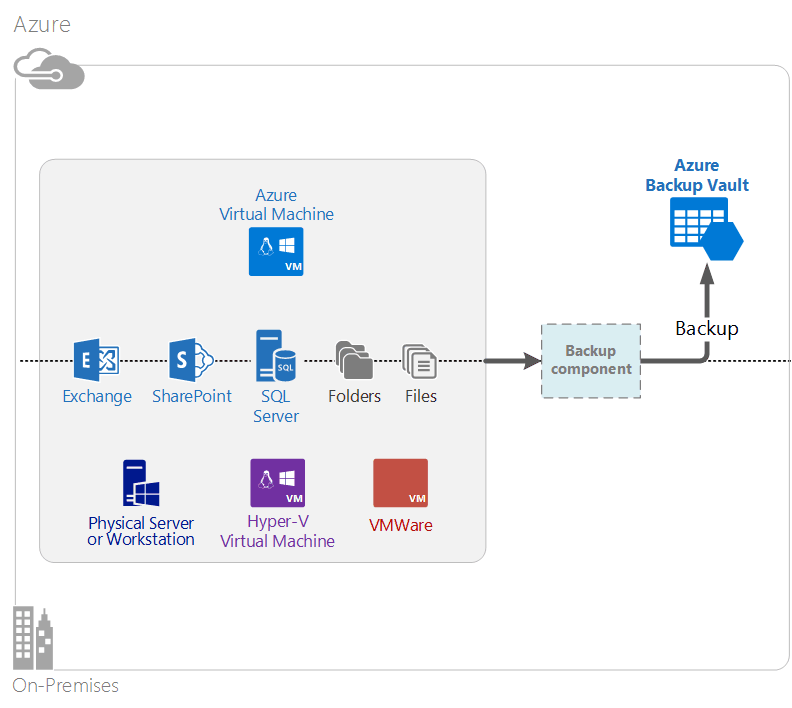 Azure
Azure
Backup Vault
Azure
Virtual Machine
VM
Backup
Backup
component
E
S
SQL
Exchange
SharePoint
SQL
Server
Folders
Files
VM
VM
Physical Server
or Workstation
Hyper-V
Virtual Machine
VMWare
On-Premises